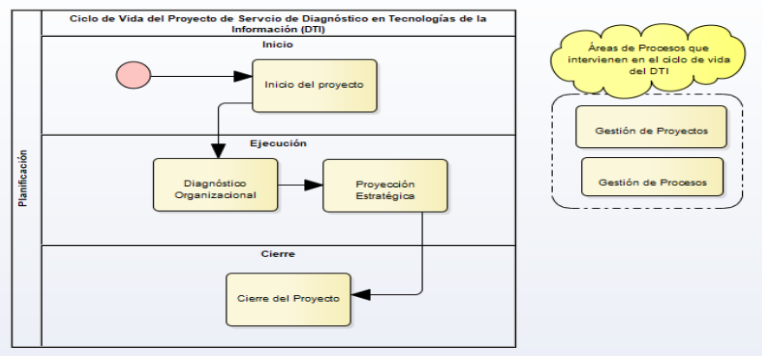 Ciclo de Vida del Proyecto de Servcio de Diagnóstico en Tecnologías de la
Información (DTI)
Planificación
Inicio
Inicio del proyecto
Ejecución
Diagnóstico
Organizacional
Proyección
Estratégica
Cierre
Cierre del Proyecto
Áreas de Procesos que
intervienen en el ciclo de vida
del DTI
Gestión de Proyectos
Gestión de Procesos